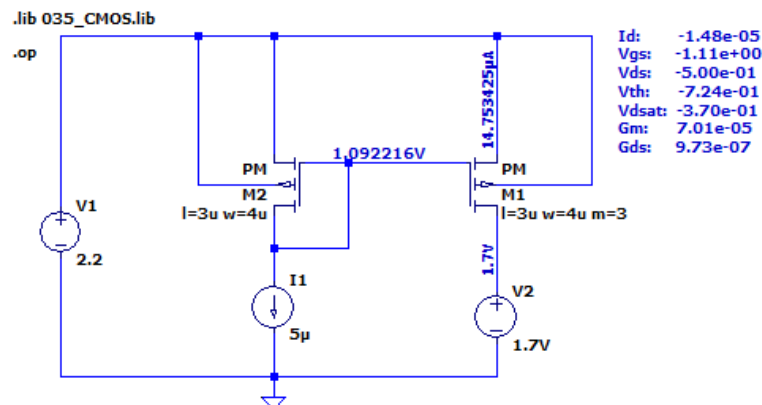 .lib 035_CMOS.lib
.op
Id: -1.48e-05
Vgs: -1.11e+00
Vds: -5.00e-01
Vth: -7.24e-01
Vdsat: -3.70e-01
Gm: 7.01e-05
Gds: 9.73e-07
14.753425µA
1.092216V
PM
M2
l=3u w=4u
PM
M1
l=3u w=4u m=3
V1
2.2
I1
5µ
1.7V
V2
1.7V